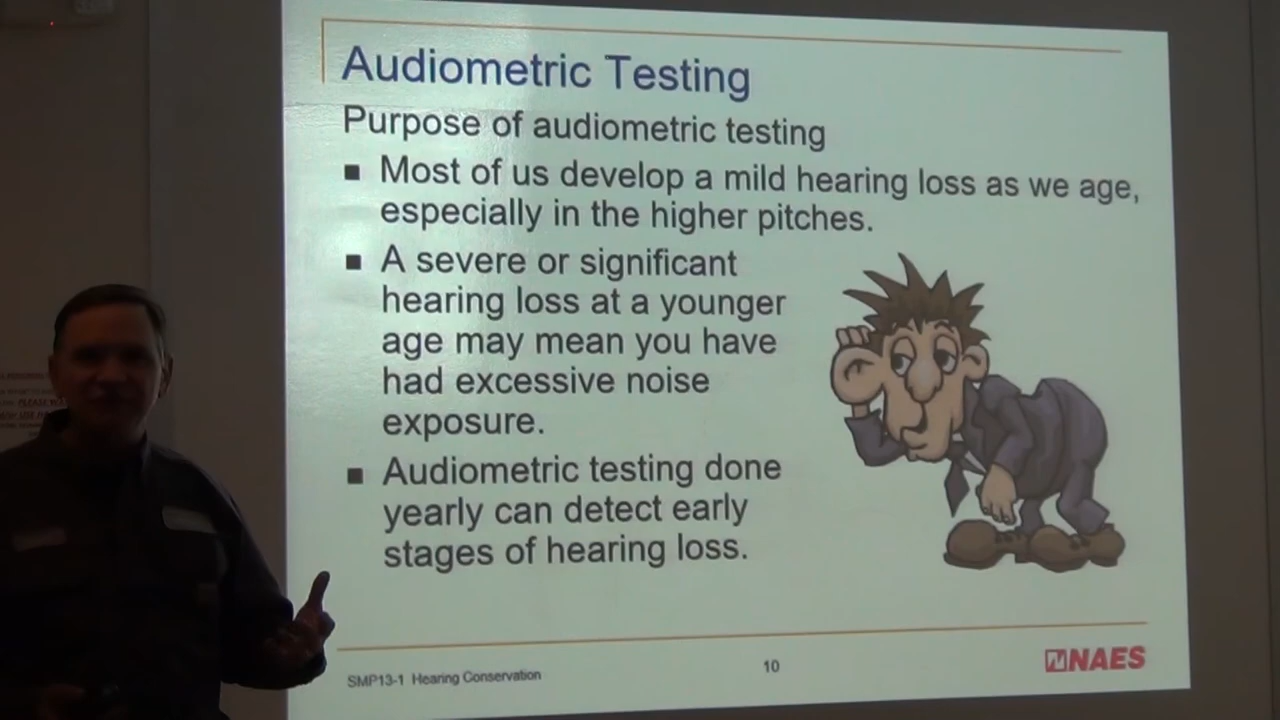 Audiometric Testing
Purpose of audiometric testing
Most of us develop a mild hearing loss as we age,
especially in the higher pitches.
A severe or significant
hearing loss at a younger
age may mean you have
had excessive noise
exposure.
Audiometric testing done
yearly can detect early
stages of hearing loss.
SMP13-1 Hearing Conservation
10
NAES